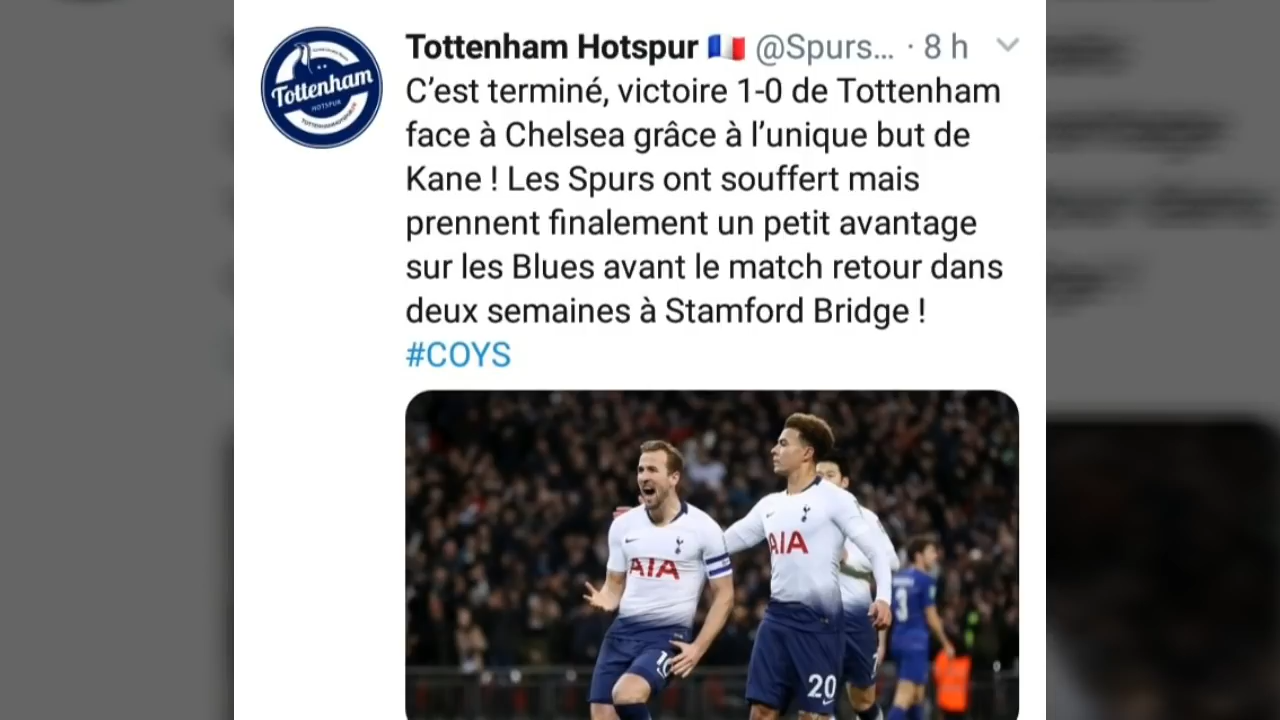 Tottenham Hotspur 🇫🇷 @Spurs... · 8 h
Tottenham
HOTSPUR
C’est terminé, victoire 1-0 de Tottenham
face à Chelsea grâce à l’unique but de
Kane ! Les Spurs ont souffert mais
prennent finalement un petit avantage
sur les Blues avant le match retour dans
deux semaines à Stamford Bridge !
#COYS
AIA
AIA
3
10
20